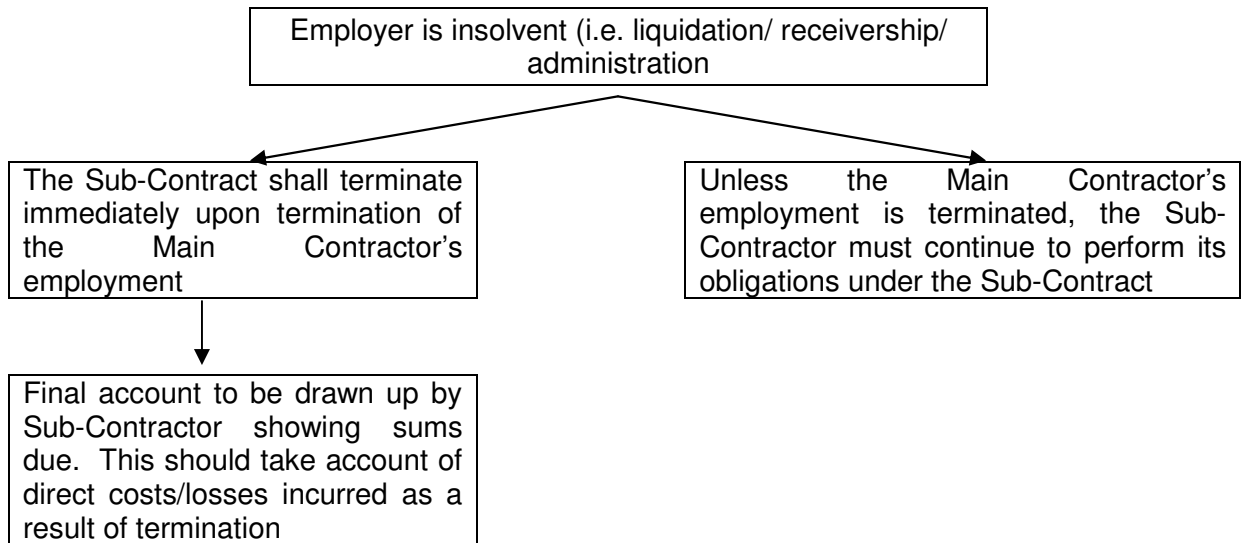 Employer is insolvent (i.e. liquidation/ receivership/
administration
The Sub-Contract shall terminate
immediately upon termination of
the Main Contractor’s
employment
Unless the Main Contractor’s
employment is terminated, the Sub-
Contractor must continue to perform its
obligations under the Sub-Contract
Final account to be drawn up by
Sub-Contractor showing sums
due. This should take account of
direct costs/losses incurred as a
result of termination